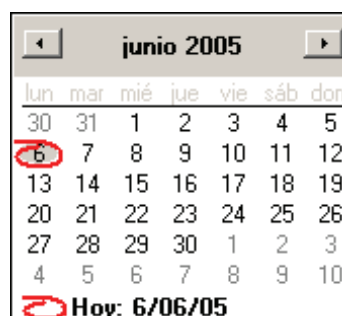 junio 2005
lun mar mié jue vie sáb dom
30 31 1 2 3 4 5
6 7 8 9 10 11 12
13 14 15 16 17 18 19
20 21 22 23 24 25 26
27 28 29 30 1 2 3
4 5 6 7 8 9 10
Hoy: 6/06/05